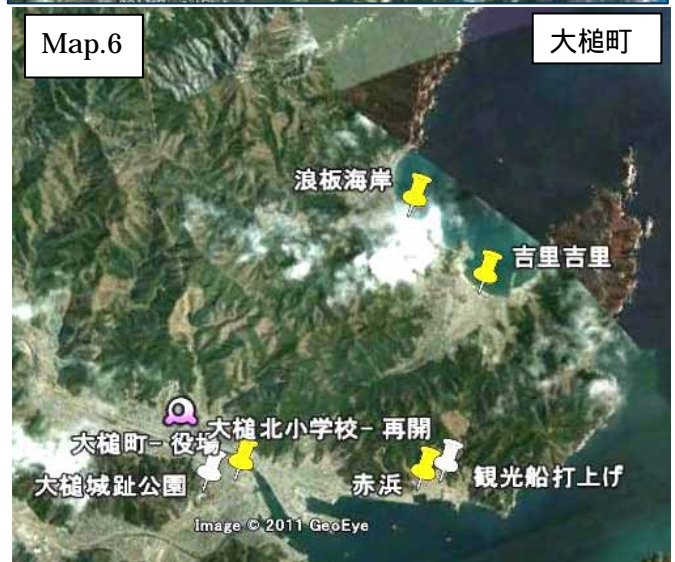 Map.6
大槌町
浪板海岸
吉里吉里
大槌北小学校- 再開
大槌町- 役場
大槌城趾公園
赤浜
観光船打上げ
Image © 2011 GeoEye